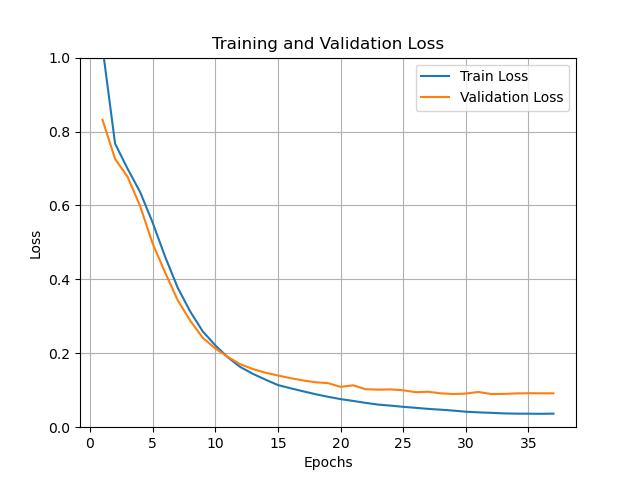 Training and Validation Loss
Train Loss
Validation Loss
1.0
0.8
0.6
0.4
0.2
0.0
Loss
0 5 10 15 20 25 30 35
Epochs